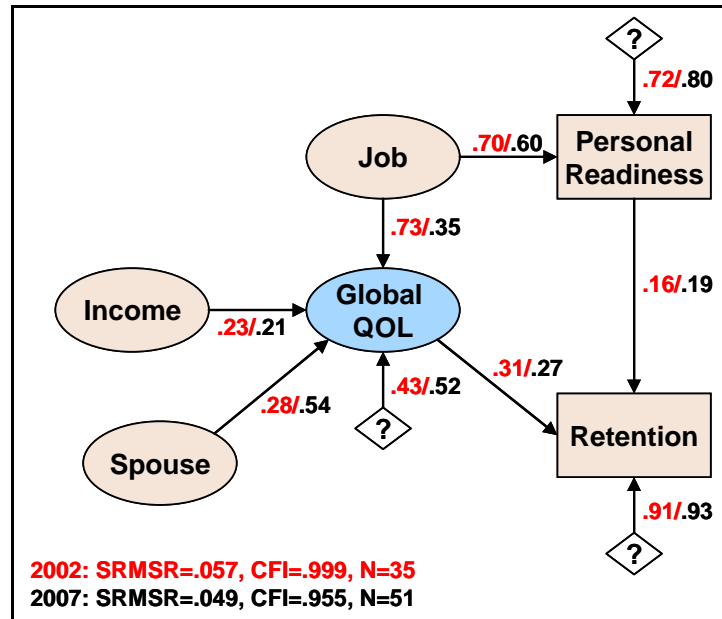 ?
.72/.80
Job
.70/.60
Personal
Readiness
.73/.35
Income
.23/.21
Global
QOL
.16/.19
.28/.54
.43/.52
.31/.27
?
Spouse
Retention
.91/.93
?
2002: SRMSR=.057, CFI=.999, N=35
2007: SRMSR=.049, CFI=.955, N=51